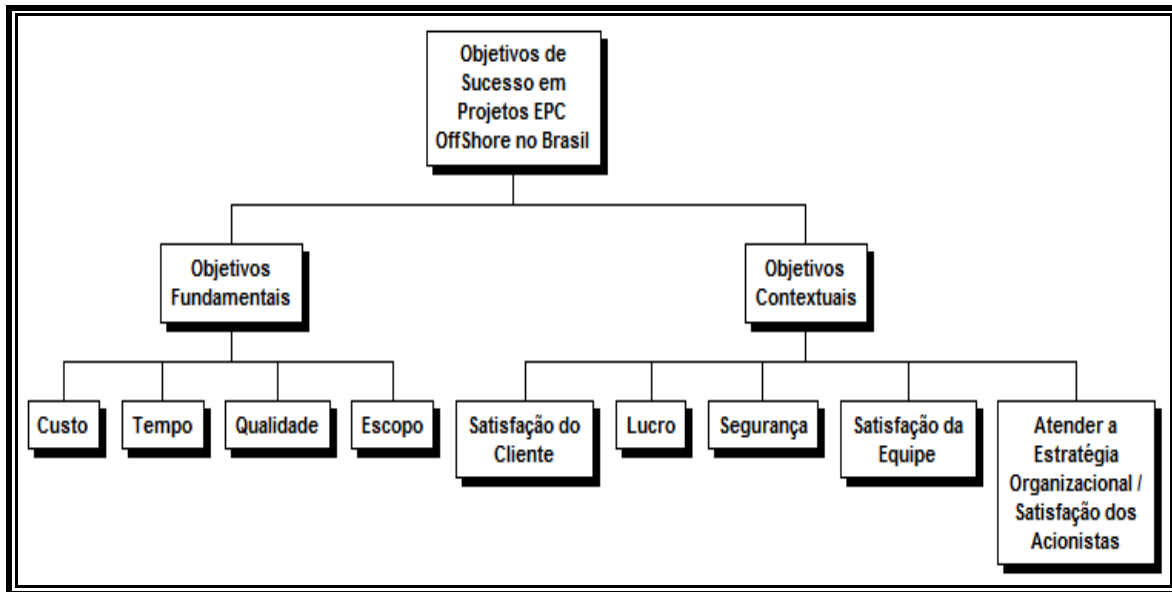 Objetivos de
Sucesso em
Projetos EPC
OffShore no Brasil
Objetivos
Fundamentais
Objetivos
Contextuais
Custo
Tempo
Qualidade
Escopo
Satisfação do
Cliente
Lucro
Segurança
Satisfação da
Equipe
Atender a
Estratégia
Organizacional /
Satisfação dos
Acionistas